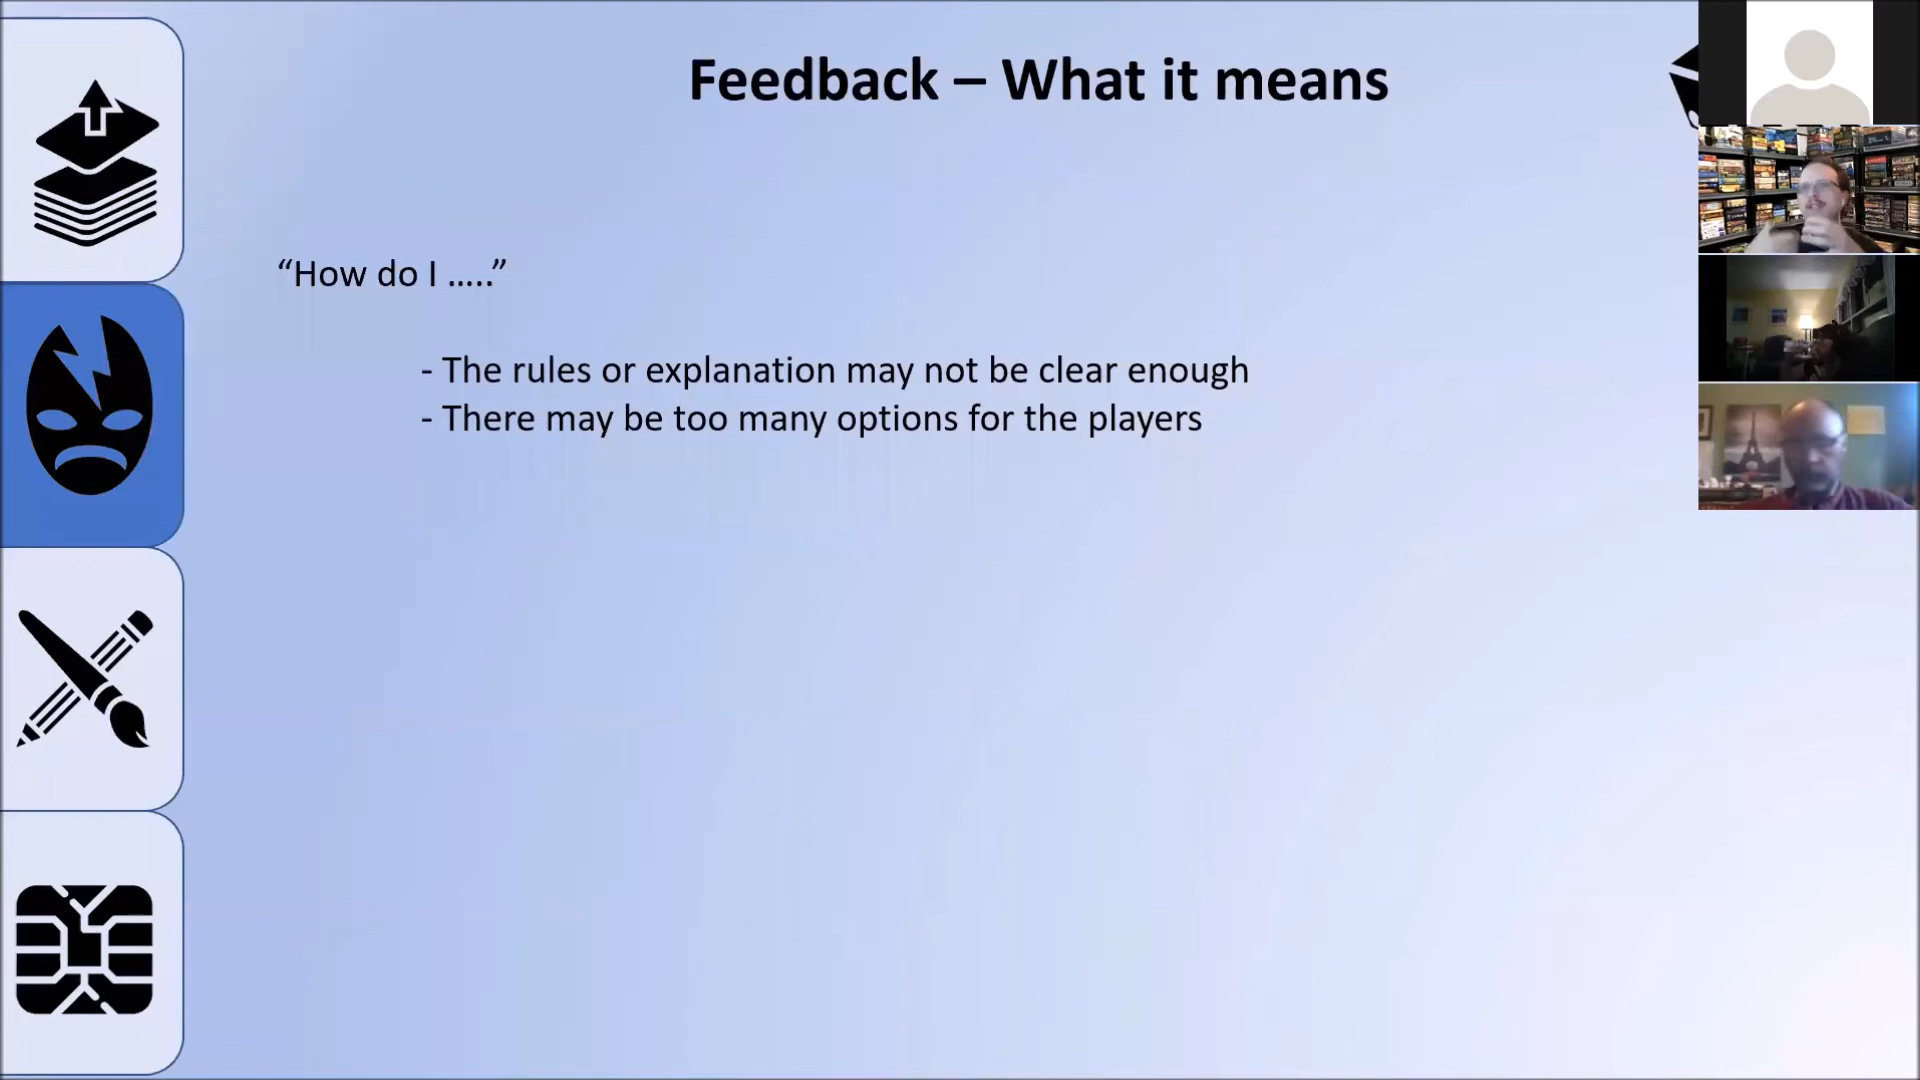 Feedback – What it means
“How do I …..”
- The rules or explanation may not be clear enough
- There may be too many options for the players